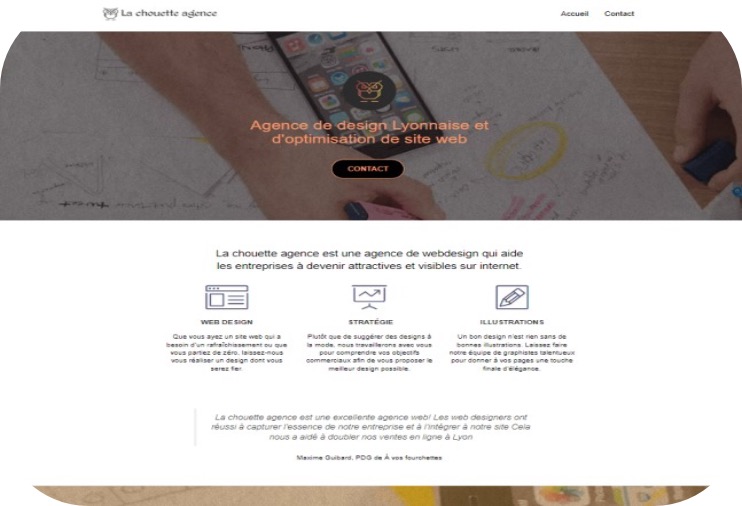 La chouette agence
Accueil Contact
Agence de design Lyonnaise et
d'optimisation de site web
CONTACT
La chouette agence est une agence de webdesign qui aide
les entreprises à devenir attractives et visibles sur internet.
WEB DESIGN
Que vous ayez un site web qui a
besoin d'un rafraîchissement ou que
vous partiez de zéro, laissez-nous
vous réaliser un design dont vous
serez fier.
STRATÉGIE
Plutôt que de suggérer des designs à
la mode, nous travaillerons avec vous
pour comprendre vos objectifs
commerciaux afin de vous proposer le
meilleur design possible.
ILLUSTRATIONS
Un bon design n'est rien sans de
bonnes illustrations. Laissez faire
notre équipe de graphistes talentueux
pour donner à vos pages une touche
finale d'élégance.
La chouette agence est une excellente agence web! Les web designers ont
réussi à capturer l'essence de notre entreprise et à l'intégrer à notre site Cela
nous a aidé à doubler nos ventes en ligne à Lyon
Maxime Guibard, PDG de À vos fourchettes